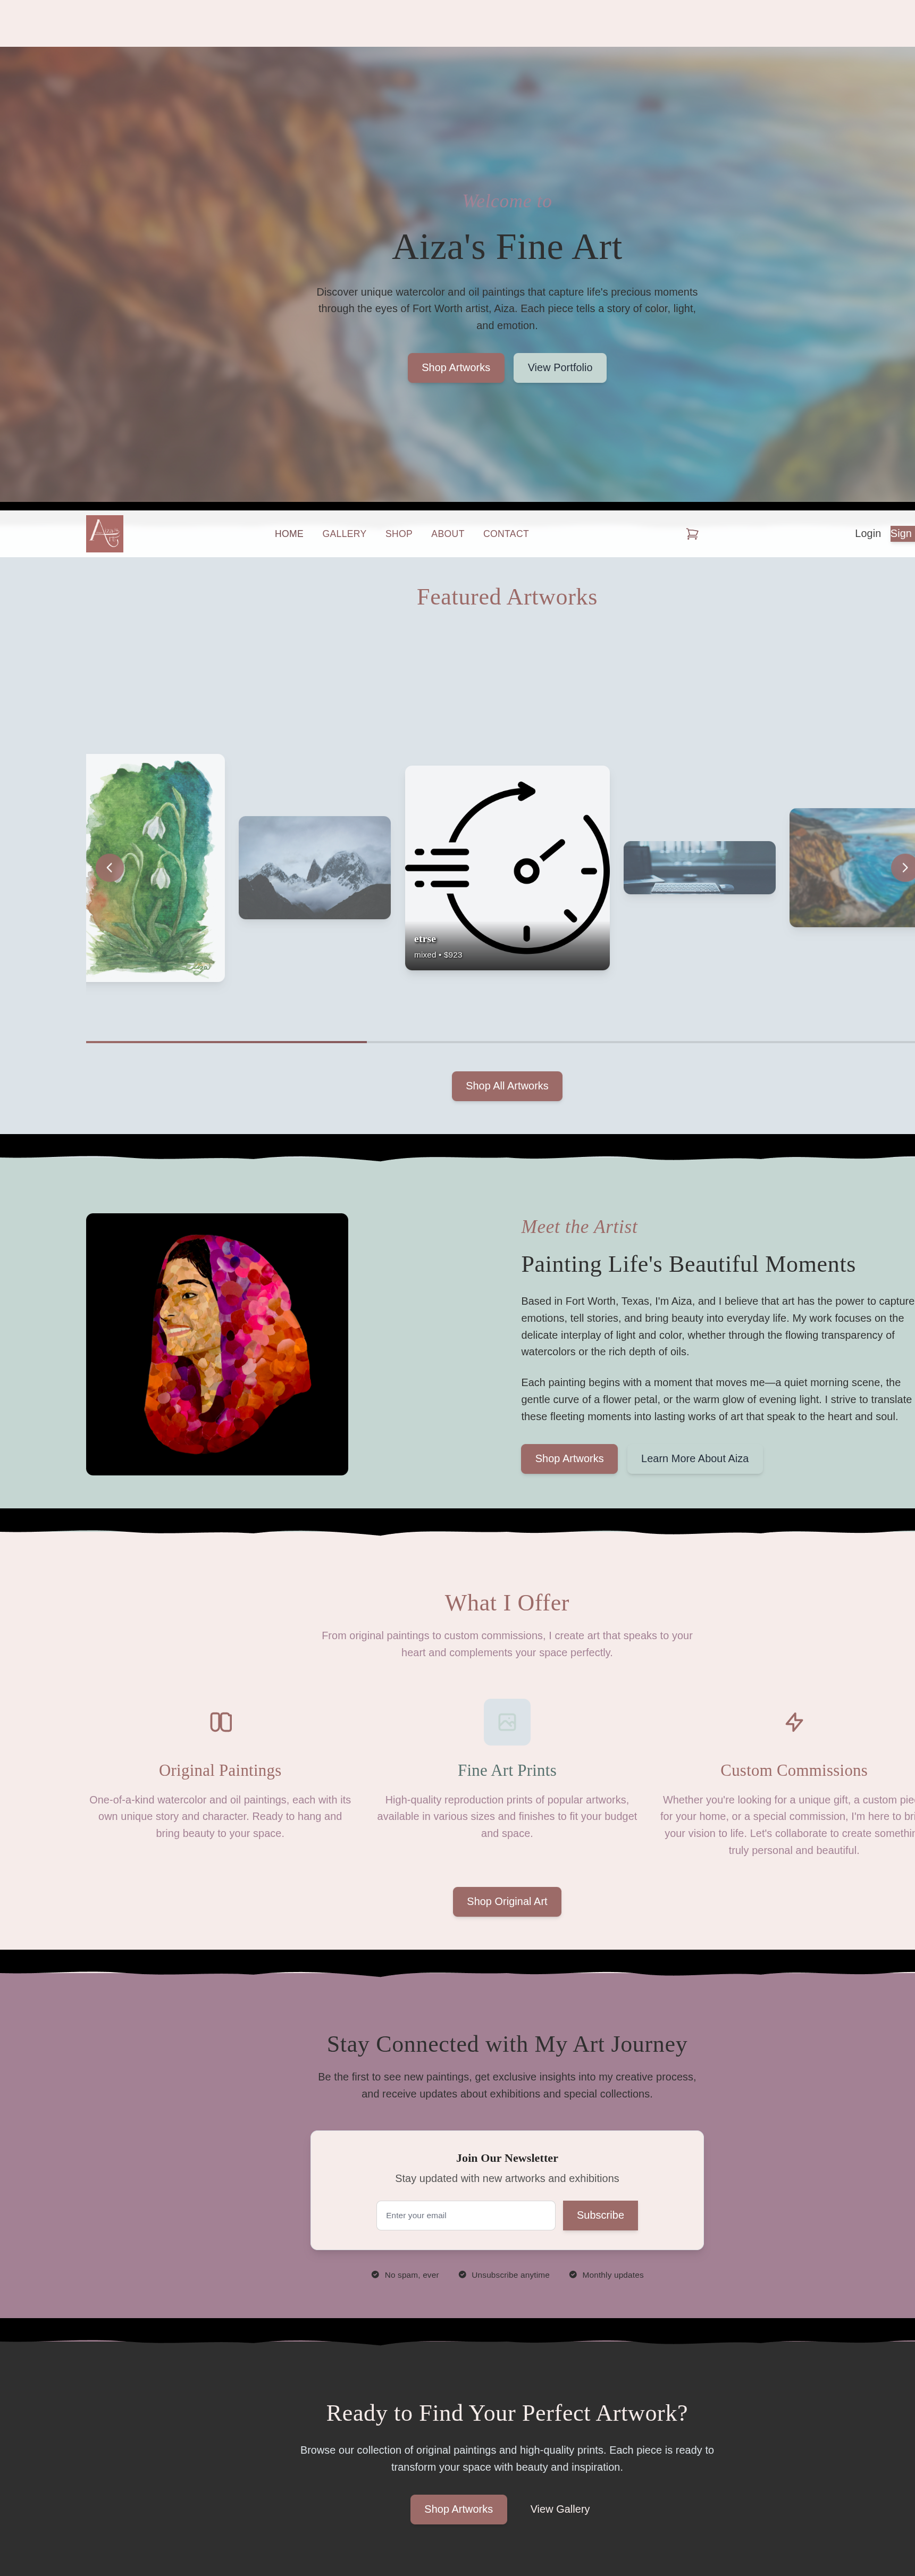 Welcome to
Aiza's Fine Art
Discover unique watercolor and oil paintings that capture life's precious moments
through the eyes of Fort Worth artist, Aiza. Each piece tells a story of color, light,
and emotion.
Shop Artworks
View Portfolio
HOME
GALLERY
SHOP
ABOUT
CONTACT
Login
Sign
Featured Artworks
etrse
mixed • $923
Shop All Artworks
Meet the Artist
Painting Life's Beautiful Moments
Based in Fort Worth, Texas, I'm Aiza, and I believe that art has the power to capture
emotions, tell stories, and bring beauty into everyday life. My work focuses on the
delicate interplay of light and color, whether through the flowing transparency of
watercolors or the rich depth of oils.
Each painting begins with a moment that moves me—a quiet morning scene, the
gentle curve of a flower petal, or the warm glow of evening light. I strive to translate
these fleeting moments into lasting works of art that speak to the heart and soul.
Shop Artworks
Learn More About Aiza
What I Offer
From original paintings to custom commissions, I create art that speaks to your
heart and complements your space perfectly.
Original Paintings
One-of-a-kind watercolor and oil paintings, each with its
own unique story and character. Ready to hang and
bring beauty to your space.
Fine Art Prints
High-quality reproduction prints of popular artworks,
available in various sizes and finishes to fit your budget
and space.
Custom Commissions
Whether you're looking for a unique gift, a custom
for your home, or a special commission, I'm here to
your vision to life. Let's collaborate to create
truly personal and beautiful.
Shop Original Art
Stay Connected with My Art Journey
Be the first to see new paintings, get exclusive insights into my creative process,
and receive updates about exhibitions and special collections.
Join Our Newsletter
Stay updated with new artworks and exhibitions
Enter your email
Subscribe
No spam, ever
Unsubscribe anytime
Monthly updates
Ready to Find Your Perfect Artwork?
Browse our collection of original paintings and high-quality prints. Each piece is ready to
transform your space with beauty and inspiration.
Shop Artworks
View Gallery